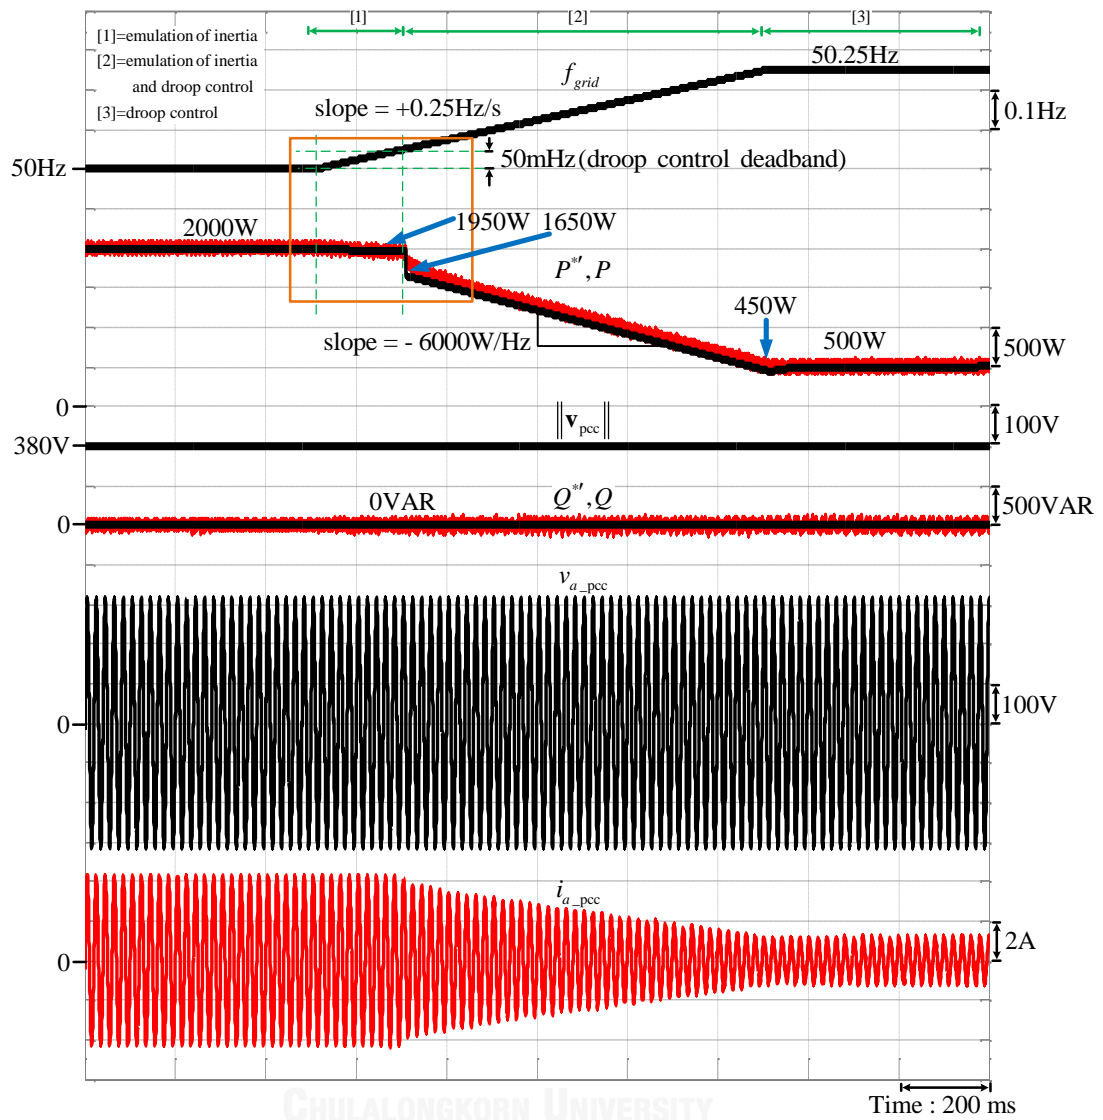 [1] [2] [3]
[1]=emulation of inertia
[2]=emulation of inertia
and droop control
[3]=droop control
50.25Hz
f_grid
slope = +0.25Hz/s
0.1Hz
50mHz (droop control deadband)
50Hz
2000W
1950W
1650W
P*′, P
450W
slope = - 6000W/Hz
500W
500W
0
‖v_pcc‖
100V
380V
0VAR
Q*′, Q
500VAR
0
v_a_pcc
100V
0
i_a_pcc
2A
0
Time : 200 ms
CHULALONGKORN UNIVERSITY